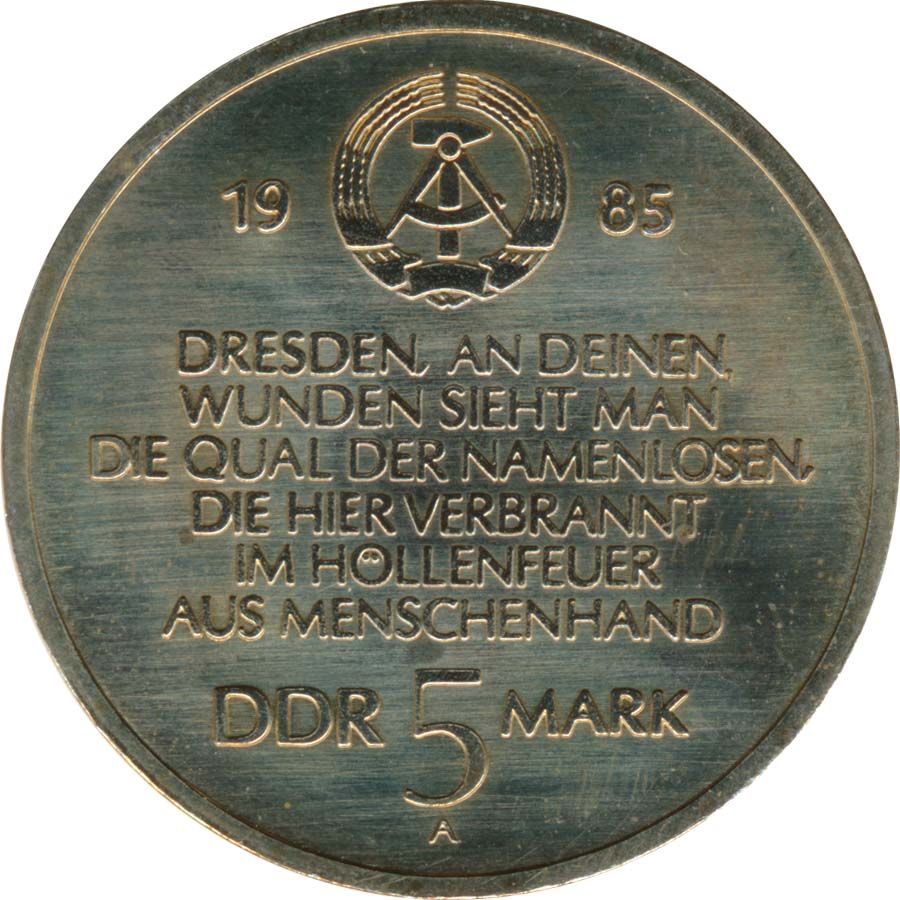 19 85
DRESDEN, AN DEINEN
WUNDEN SIEHT MAN
DIE QUAL DER NAMENLOSEN,
DIE HIER VERBRANNT
IM HÖLLENFEUER
AUS MENSCHENHAND
DDR 5 MARK
A